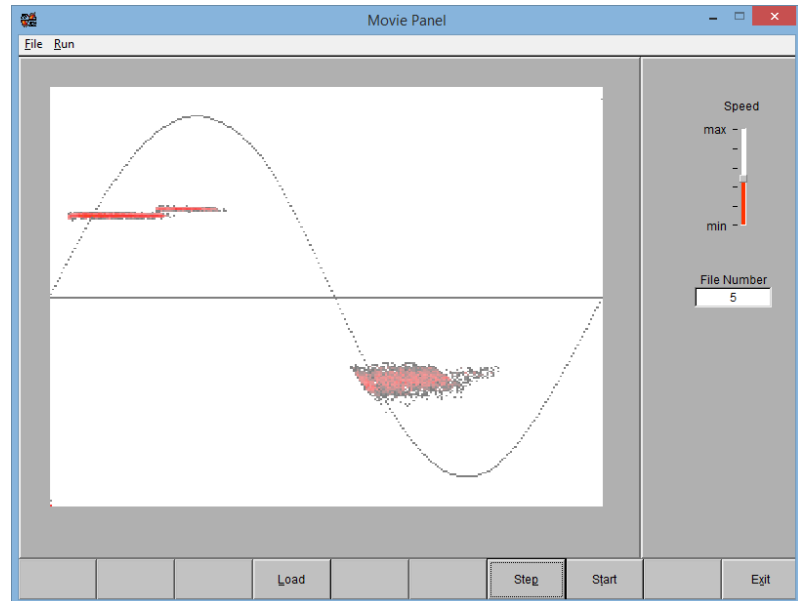 Movie Panel
File Run
Speed
max
min
File Number
5
Load
Step
Start
Exit